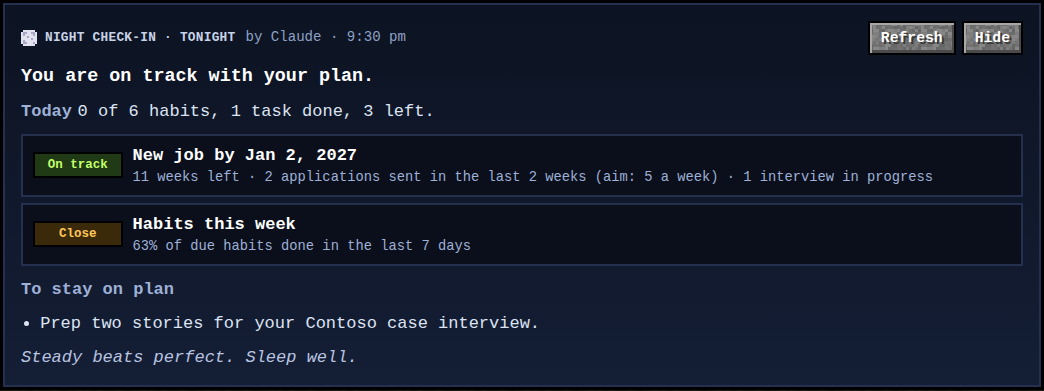 NIGHT CHECK-IN · TONIGHT by Claude · 9:30 pm
Refresh
Hide
You are on track with your plan.
Today 0 of 6 habits, 1 task done, 3 left.
On track
New job by Jan 2, 2027
11 weeks left · 2 applications sent in the last 2 weeks (aim: 5 a week) · 1 interview in progress
Close
Habits this week
63% of due habits done in the last 7 days
To stay on plan
• Prep two stories for your Contoso case interview.
Steady beats perfect. Sleep well.